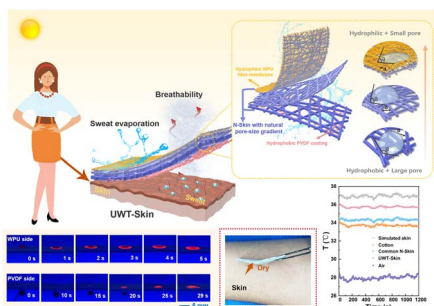 Hydrophilic + Small pore
Hydrophilic WPU
fiber membrane
Breathability
Sweat evaporation
N-Skin with natural
pore-size gradient
Hydrophobic PVDF coating
Hydrophobic + Large pore
Sweat
Sweat
UWT-Skin
WPU side
0 s
1 s
2 s
3 s
4 s
5 s
PVDF side
0 s
10 s
15 s
20 s
25 s
29 s
5 mm
Dry
Skin
T (°C)
38
36
34
32
30
28
26
Simulated skin
Cotton
Common N-Skin
UWT-Skin
Air
0 200 400 600 800 1000 1200